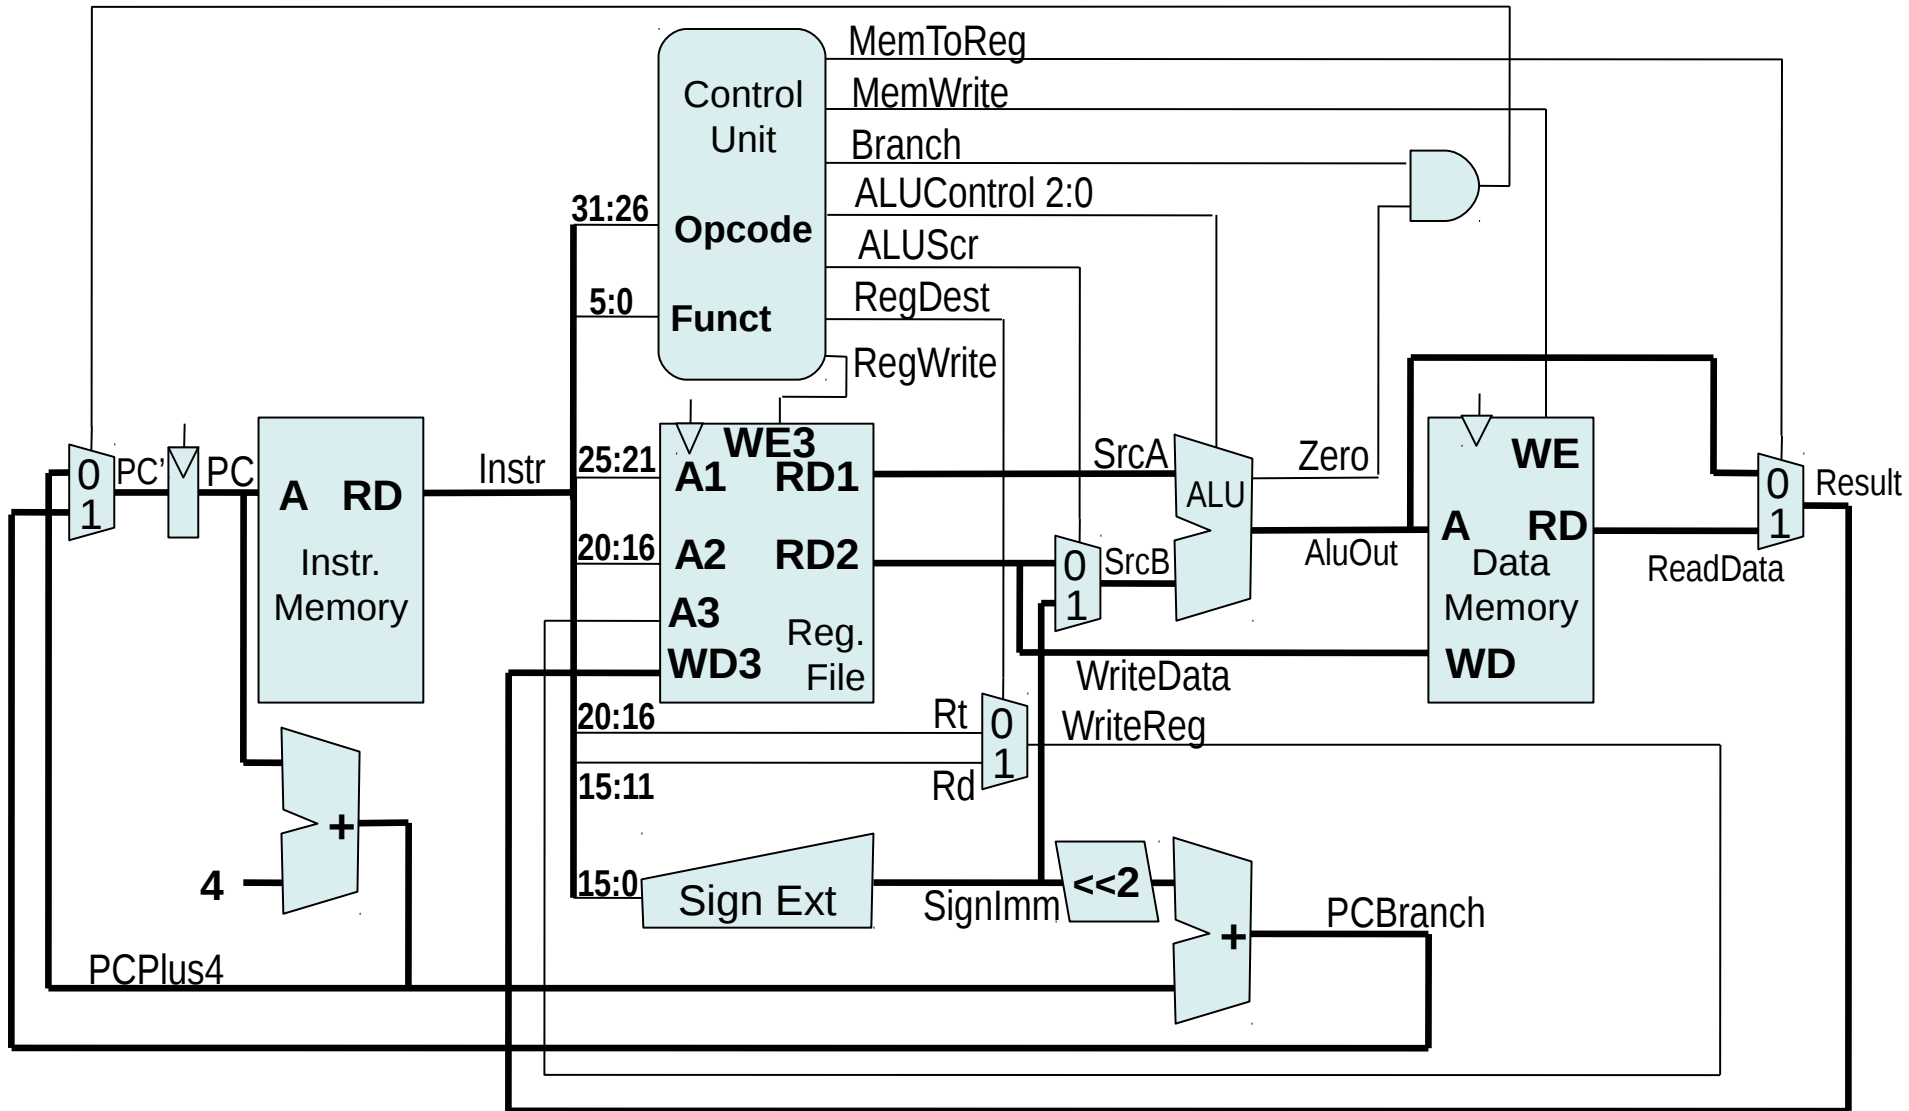 MemToReg
Control
Unit
MemWrite
Branch
ALUControl 2:0
31:26
Opcode
ALUScr
5:0
Funct
RegDest
RegWrite
0
1
PC'
PC
A RD
Instr.
Memory
Instr
25:21
WE3
A1 RD1
20:16
A2 RD2
A3
WD3
Reg.
File
SrcA
ALU
Zero
0
1
SrcB
AluOut
WE
A RD
Data
Memory
WD
0
1
Result
ReadData
WriteData
20:16
Rt
0
1
WriteReg
15:11
Rd
+
4
15:0
Sign Ext
SignImm
<<2
+
PCBranch
PCPlus4